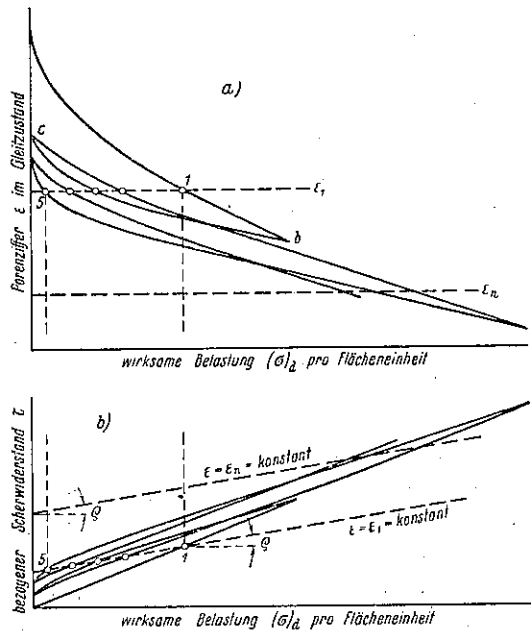 a)
Porenziffer ε im Gleitzustand
c
1
ε₁
5
b
εₙ
wirksame Belastung (σ)d pro Flächeneinheit
b)
bezogener Scherwiderstand τ
ε = εₙ = konstant
ϱ
5
1
ϱ
ε = ε₁ = konstant
wirksame Belastung (σ)d pro Flächeneinheit